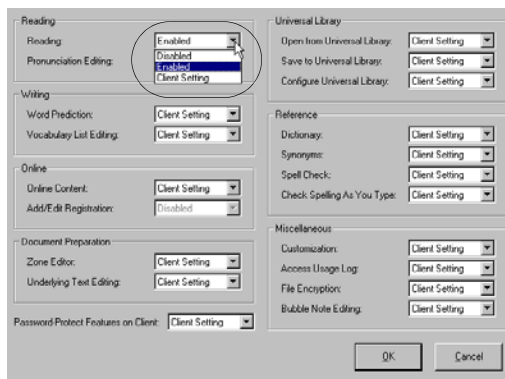 Reading
Reading: Enabled
Disabled
Enabled
Client Setting
Pronunciation Editing:
Writing
Word Prediction: Client Setting
Vocabulary List Editing: Client Setting
Online
Online Content: Client Setting
Add/Edit Registration: Disabled
Document Preparation
Zone Editor: Client Setting
Underlying Text Editing: Client Setting
Password-Protect Features on Client: Client Setting
Universal Library
Open from Universal Library: Client Setting
Save to Universal Library: Client Setting
Configure Universal Library: Client Setting
Reference
Dictionary: Client Setting
Synonyms: Client Setting
Spell Check: Client Setting
Check Spelling As You Type: Client Setting
Miscellaneous
Customization: Client Setting
Access Usage Log: Client Setting
File Encryption: Client Setting
Bubble Note Editing: Client Setting
OK Cancel